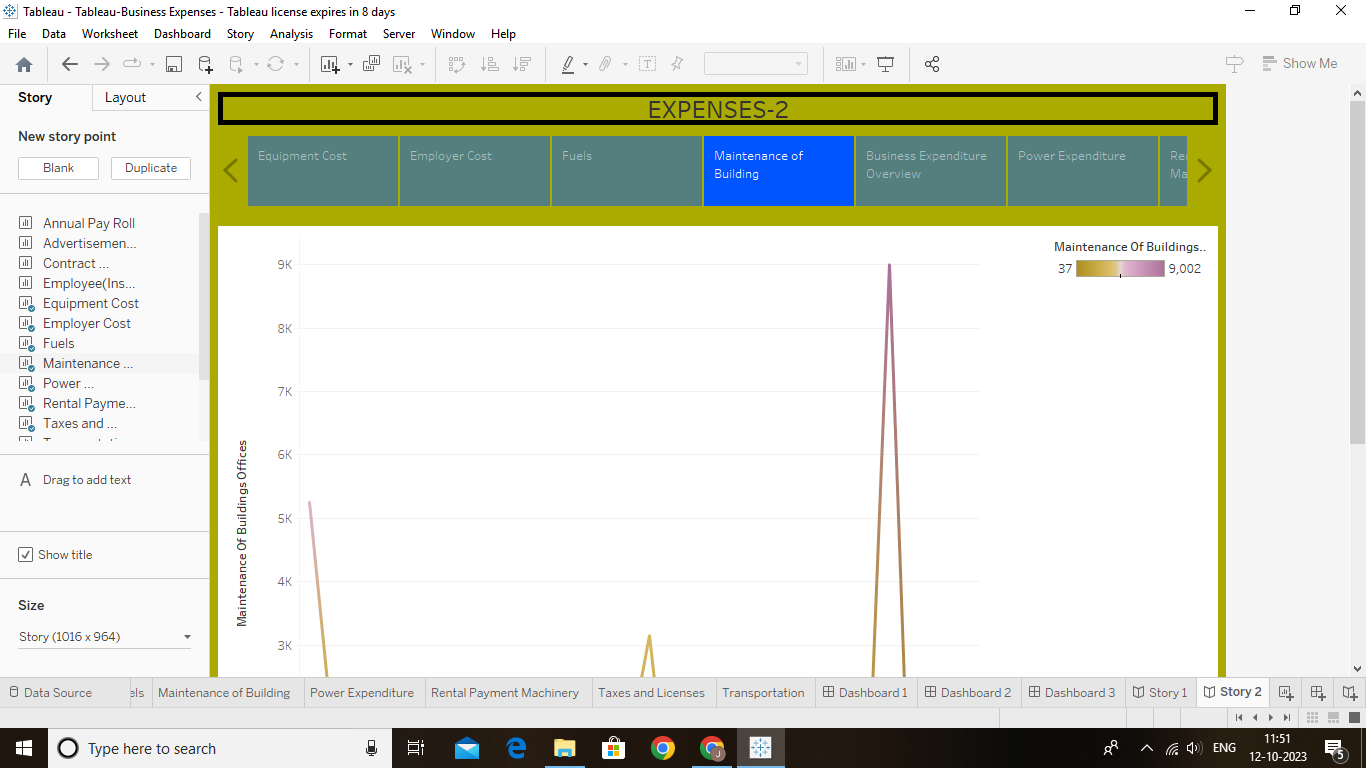 Tableau - Tableau-Business Expenses - Tableau license expires in 8 days
File Data Worksheet Dashboard Story Analysis Format Server Window Help
Show Me
Story Layout
New story point
Blank Duplicate
Annual Pay Roll
Advertisemen...
Contract ...
Employee(Ins...
Equipment Cost
Employer Cost
Fuels
Maintenance ...
Power ...
Rental Payme...
Taxes and ...
A Drag to add text
Show title
Size
Story (1016 x 964)
EXPENSES-2
Equipment Cost
Employer Cost
Fuels
Maintenance of
Building
Business Expenditure
Overview
Power Expenditure
Ren
Ma
Maintenance Of Buildings..
37 9,002
9K
8K
7K
6K
5K
4K
3K
Maintenance Of Buildings Offices
Data Source els Maintenance of Building Power Expenditure Rental Payment Machinery Taxes and Licenses Transportation Dashboard 1 Dashboard 2 Dashboard 3 Story 1 Story 2
Type here to search
ENG
11:51
12-10-2023
5